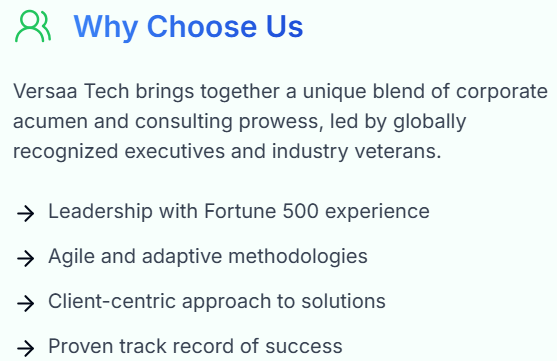 Why Choose Us
Versaa Tech brings together a unique blend of corporate
acumen and consulting prowess, led by globally
recognized executives and industry veterans.
Leadership with Fortune 500 experience
Agile and adaptive methodologies
Client-centric approach to solutions
Proven track record of success